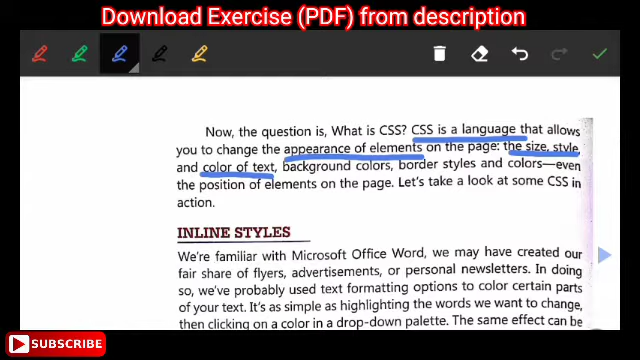 Download Exercise (PDF) from description
Now, the question is, What is CSS? CSS is a language that allows
you to change the appearance of elements on the page: the size, style
and color of text, background colors, border styles and colors—even
the position of elements on the page. Let's take a look at some CSS in
action.
INLINE STYLES
We're familiar with Microsoft Office Word, we may have created our
fair share of flyers, advertisements, or personal newsletters. In doing
so, we've probably used text formatting options to color certain parts
of your text. It's as simple as highlighting the words we want to change,
then clicking on a color in a drop-down palette. The same effect can be
SUBSCRIBE